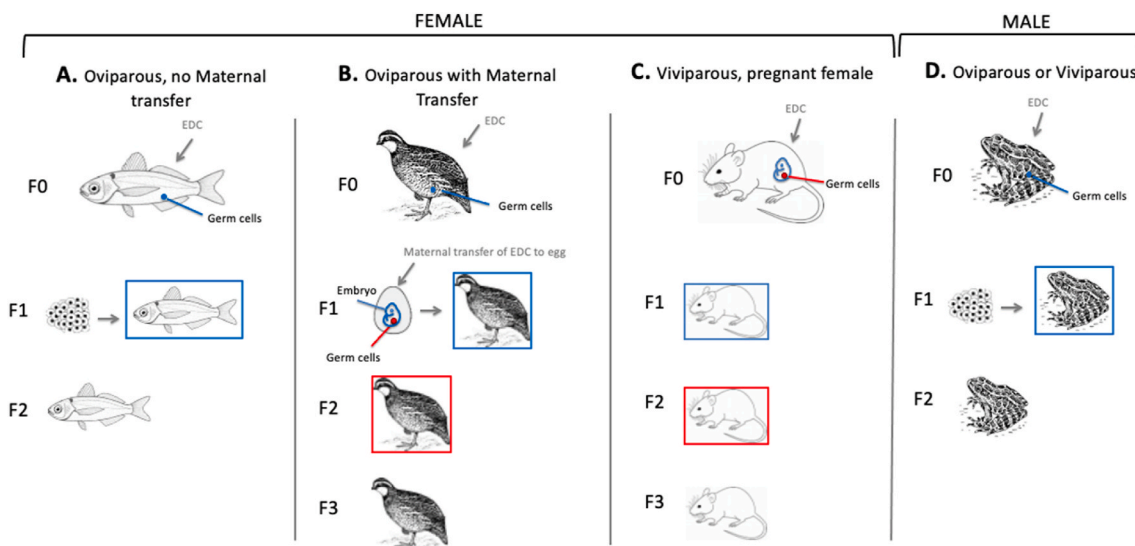 FEMALE
MALE
A. Oviparous, no Maternal
transfer
EDC
F0
Germ cells
F1
F2
B. Oviparous with Maternal
Transfer
EDC
F0
Germ cells
Maternal transfer of EDC to egg
Embryo
F1
Germ cells
F2
F3
C. Viviparous, pregnant female
EDC
F0
Germ cells
F1
F2
F3
D. Oviparous or Viviparous
EDC
F0
F1
F2
Germ cells